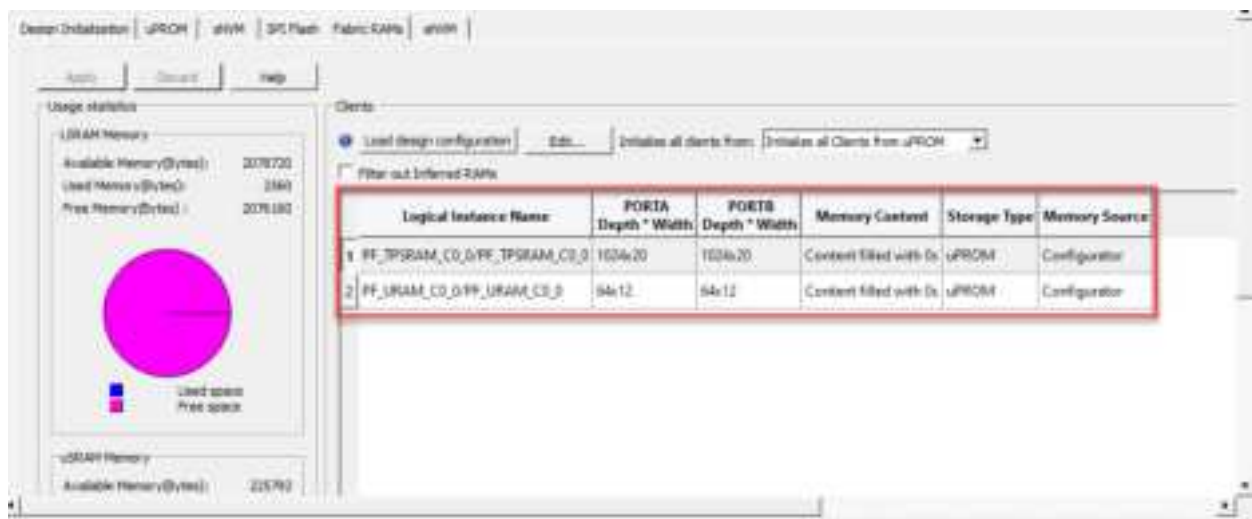 Design Initialization | uPROM | sNVM | SPI Flash Fabric RAMs | eNVM
Apply Discard Help
Usage statistics
LSRAM Memory
Available Memory(Bytes): 2078720
Used Memory(Bytes): 2560
Free Memory(Bytes) : 2076160
Used space
Free space
uSRAM Memory
Available Memory(Bytes):
Clients
Load design configuration Edit... Initialize all clients from: Initialize all Clients from uPROM
Filter out Inferred RAMs
Logical Instance Name PORTA Depth * Width PORTB Depth * Width Memory Content Storage Type Memory Source
1 PF_TPSRAM_C0_0/PF_TPSRAM_C0_0 1024x20 1024x20 Content filled with 0s uPROM Configurator
2 PF_URAM_C0_0/PF_URAM_C0_0 64x12 64x12 Content filled with 0s uPROM Configurator